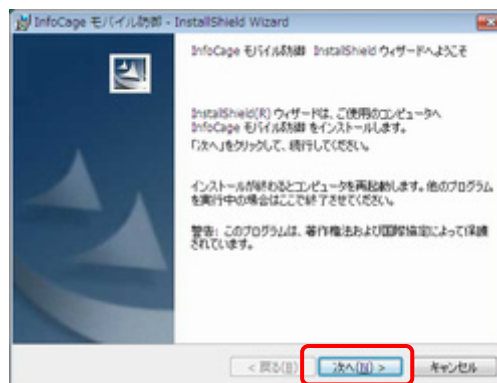 InfoCage モバイル防御 - InstallShield Wizard
InfoCage モバイル防御 InstallShield ウィザードへようこそ
InstallShield(R) ウィザードは、ご使用のコンピュータへ
InfoCage モバイル防御 をインストールします。
「次へ」をクリックして、続行してください。
インストールが終わるとコンピュータを再起動します。他のプログラム
を実行中の場合はここで終了させてください。
警告: このプログラムは、著作権法および国際協定によって保護
されています。
< 戻る(B)
次へ(N) >
キャンセル